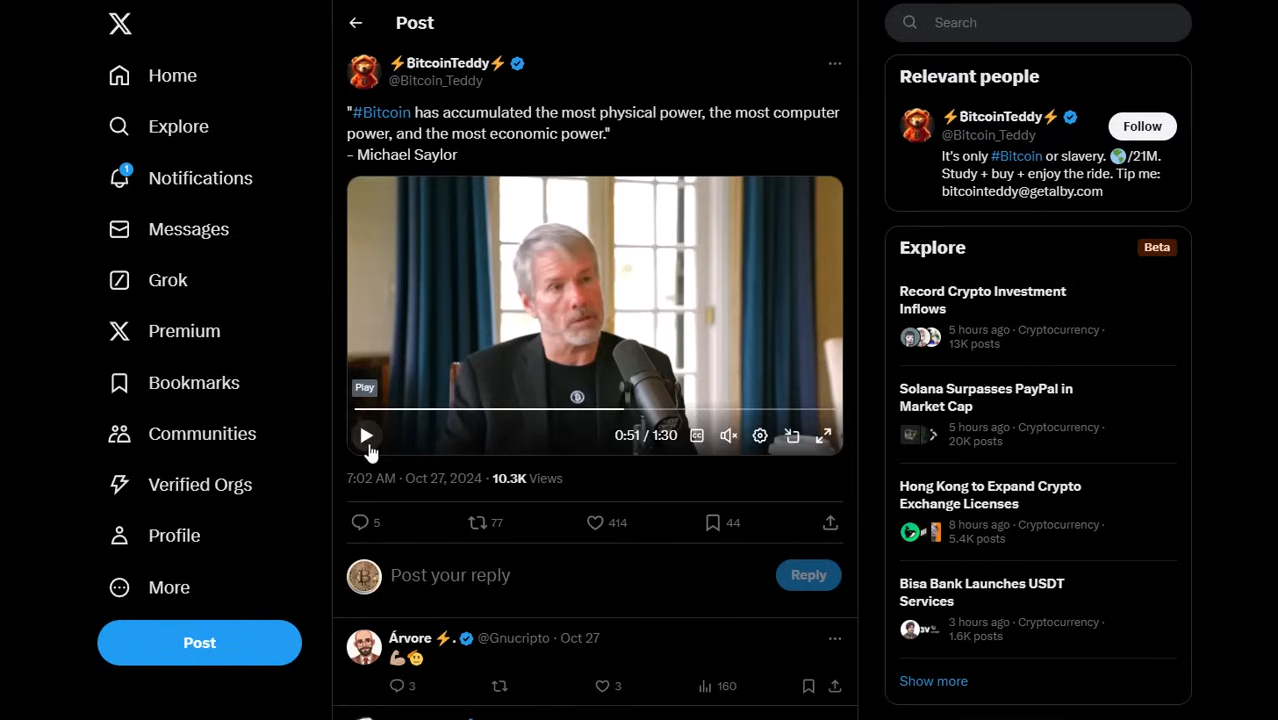 Home
Explore
1
Notifications
Messages
Grok
Premium
Bookmarks
Communities
Verified Orgs
Profile
More
Post
Post
⚡BitcoinTeddy⚡
@Bitcoin_Teddy
"#Bitcoin has accumulated the most physical power, the most computer
power, and the most economic power."
– Michael Saylor
Play
0:51 / 1:30
CC
7:02 AM · Oct 27, 2024 · 10.3K Views
5 77 414 44
Post your reply
Reply
Árvore ⚡. @Gnucripto · Oct 27
💪🏽🫡
3 3 160
Search
Relevant people
⚡BitcoinTeddy⚡
@Bitcoin_Teddy
Follow
It's only #Bitcoin or slavery. 🌎/21M.
Study + buy + enjoy the ride. Tip me:
bitcointeddy@getalby.com
Explore
Beta
Record Crypto Investment
Inflows
5 hours ago · Cryptocurrency ·
13K posts
Solana Surpasses PayPal in
Market Cap
5 hours ago · Cryptocurrency ·
20K posts
Hong Kong to Expand Crypto
Exchange Licenses
8 hours ago · Cryptocurrency ·
5.4K posts
Bisa Bank Launches USDT
Services
3 hours ago · Cryptocurrency ·
1.6K posts
Show more